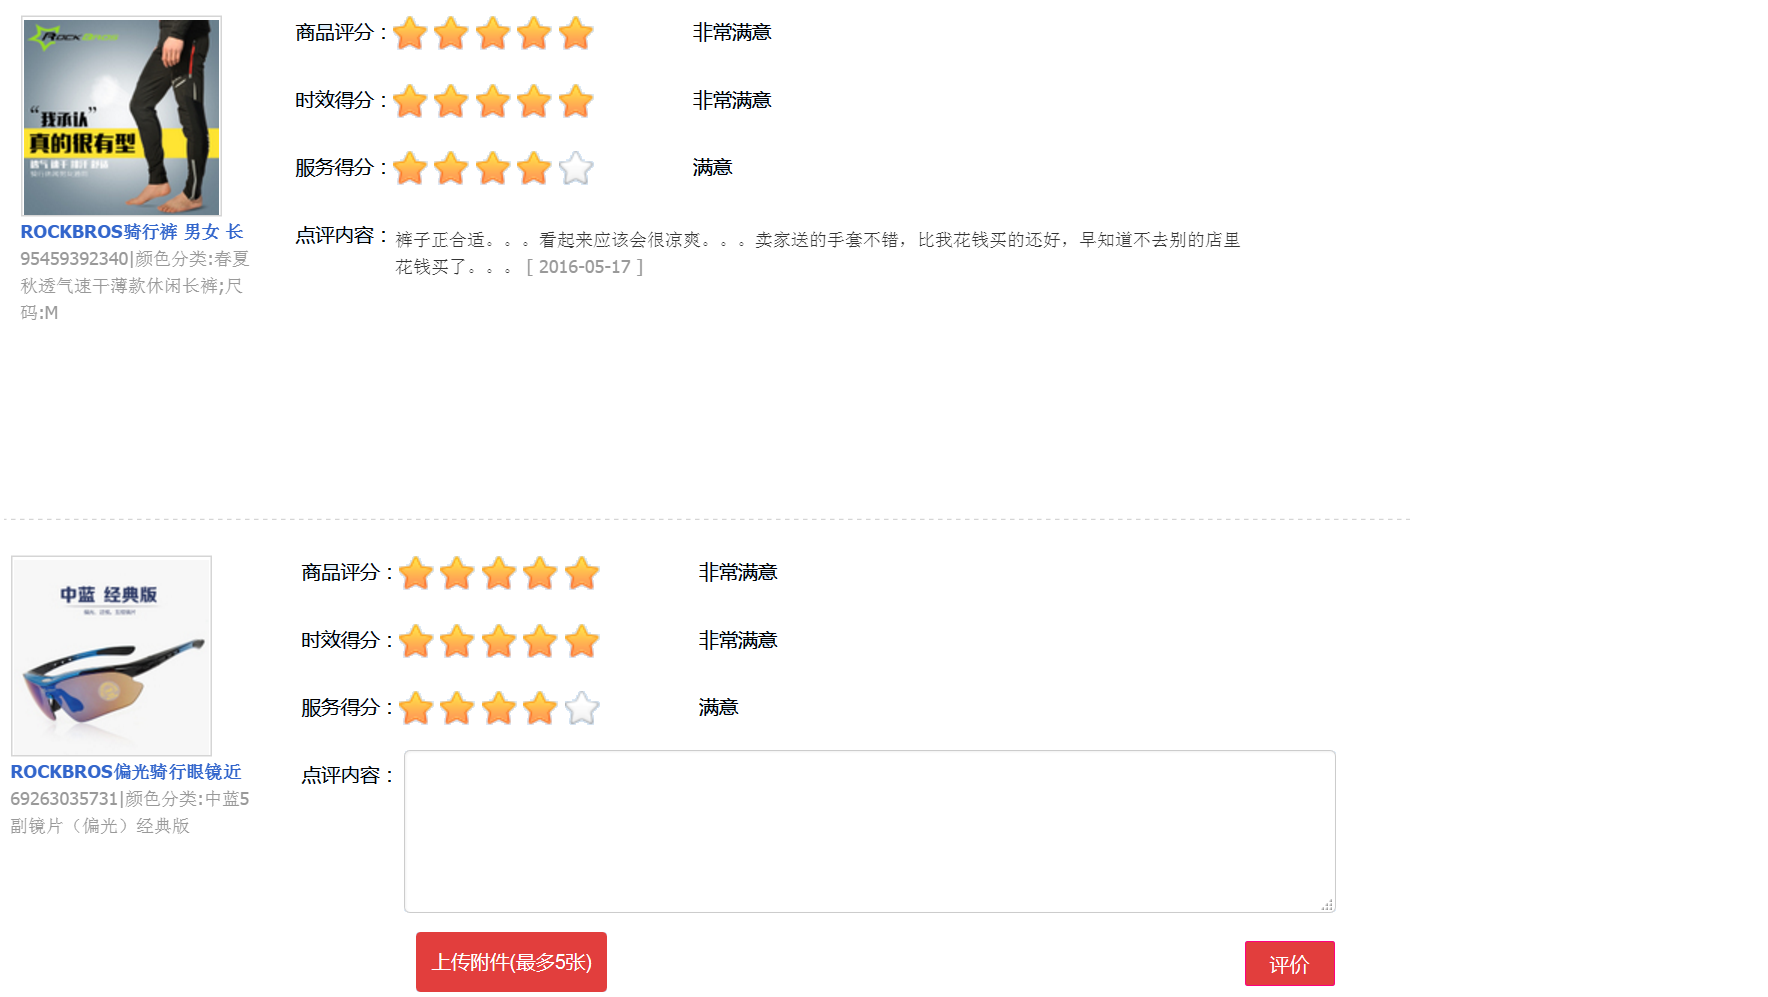 ROCKBROS
“我承认”
真的很有型
商品评分：
非常满意
时效得分：
非常满意
服务得分：
满意
ROCKBROS骑行裤 男女 长
95459392340|颜色分类:春夏
秋透气速干薄款休闲长裤;尺
码:M
点评内容：
裤子正合适。。。看起来应该会很凉爽。。。卖家送的手套不错，比我花钱买的还好，早知道不去别的店里
花钱买了。。。 [ 2016-05-17 ]
中蓝 经典版
商品评分：
非常满意
时效得分：
非常满意
服务得分：
满意
ROCKBROS偏光骑行眼镜近
69263035731|颜色分类:中蓝5
副镜片（偏光）经典版
点评内容：
上传附件(最多5张)
评价